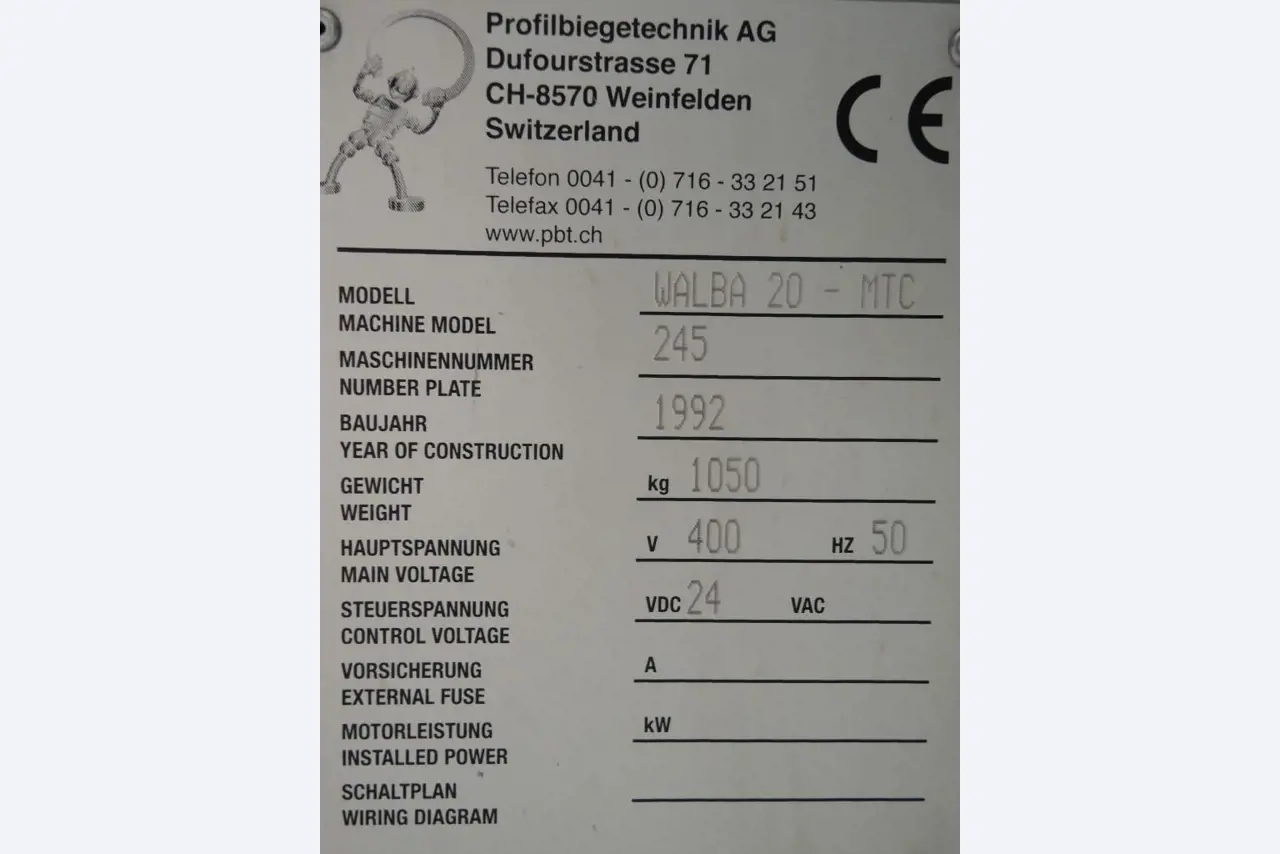 Profilbiegetechnik AG
Dufourstrasse 71
CH-8570 Weinfelden
Switzerland
CE
Telefon 0041 - (0) 716 - 33 21 51
Telefax 0041 - (0) 716 - 33 21 43
www.pbt.ch
MODELL WALBA 20 - MTC
MACHINE MODEL
MASCHINENNUMMER 245
NUMBER PLATE
BAUJAHR 1992
YEAR OF CONSTRUCTION
GEWICHT kg 1050
WEIGHT
HAUPTSPANNUNG V 400 HZ 50
MAIN VOLTAGE
STEUERSPANNUNG VDC 24 VAC
CONTROL VOLTAGE
VORSICHERUNG A
EXTERNAL FUSE
MOTORLEISTUNG kW
INSTALLED POWER
SCHALTPLAN
WIRING DIAGRAM